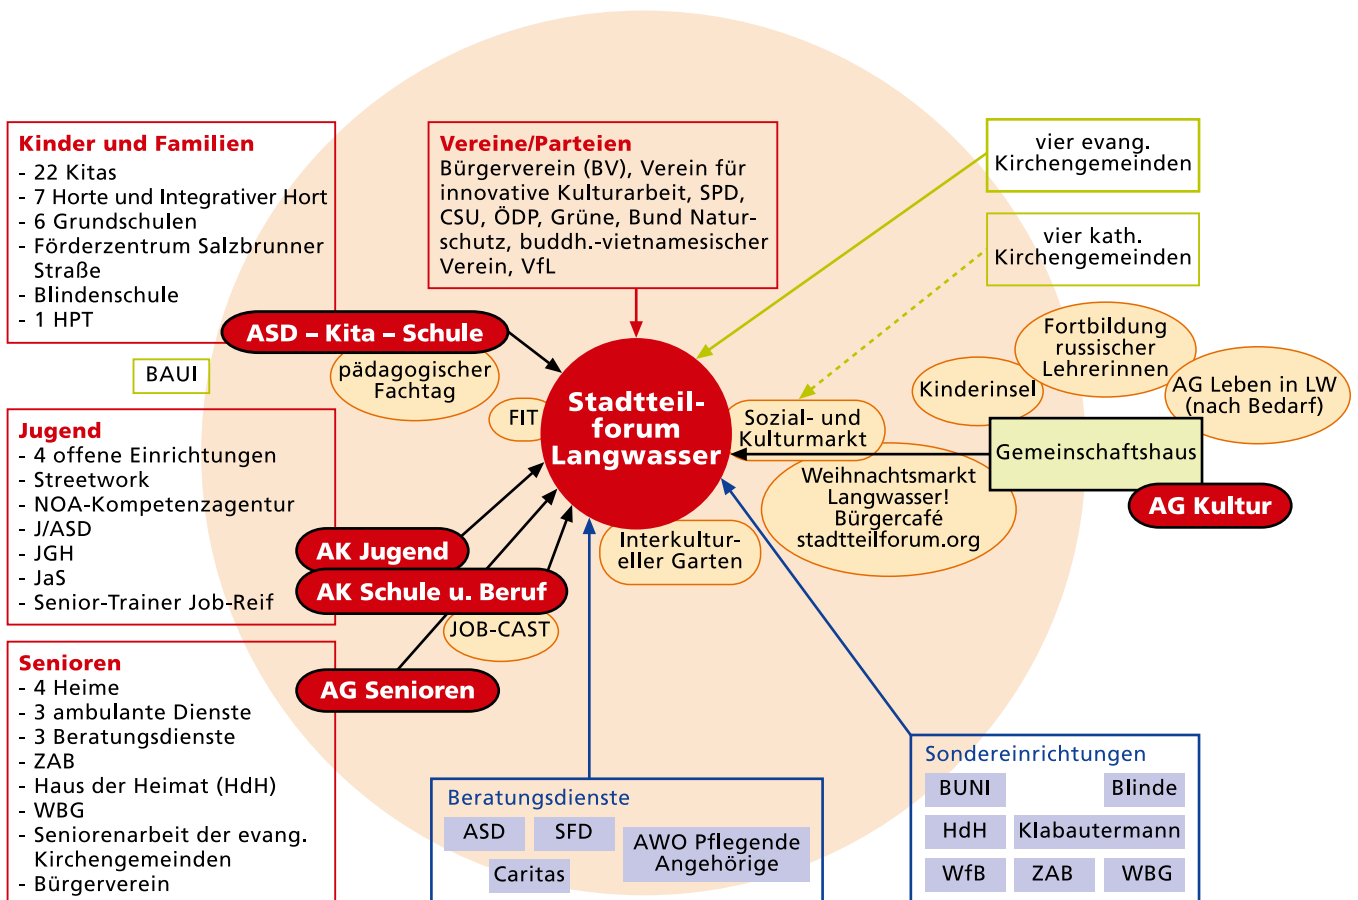 Kinder und Familien
- 22 Kitas
- 7 Horte und Integrativer Hort
- 6 Grundschulen
- Förderzentrum Salzbrunner
Straße
- Blindenschule
- 1 HPT
ASD – Kita – Schule
pädagogischer
Fachtag
BAUI
Vereine/Parteien
Bürgerverein (BV), Verein für
innovative Kulturarbeit, SPD,
CSU, ÖDP, Grüne, Bund Natur-
schutz, buddh.-vietnamesischer
Verein, VfL
vier evang.
Kirchengemeinden
vier kath.
Kirchengemeinden
Fortbildung
russischer
Lehrerinnen
Kinderinsel
AG Leben in LW
(nach Bedarf)
FIT
Stadtteil-
forum
Langwasser
Sozial- und
Kulturmarkt
Gemeinschaftshaus
AG Kultur
Weihnachtsmarkt
Langwasser!
Bürgercafé
stadtteilforum.org
Interkultur-
eller Garten
Jugend
- 4 offene Einrichtungen
- Streetwork
- NOA-Kompetenzagentur
- J/ASD
- JGH
- JaS
- Senior-Trainer Job-Reif
AK Jugend
AK Schule u. Beruf
JOB-CAST
AG Senioren
Senioren
- 4 Heime
- 3 ambulante Dienste
- 3 Beratungsdienste
- ZAB
- Haus der Heimat (HdH)
- WBG
- Seniorenarbeit der evang.
Kirchengemeinden
- Bürgerverein
Beratungsdienste
ASD
SFD
AWO Pflegende
Angehörige
Caritas
Sondereinrichtungen
BUNI
Blinde
HdH
Klabautermann
WfB
ZAB
WBG